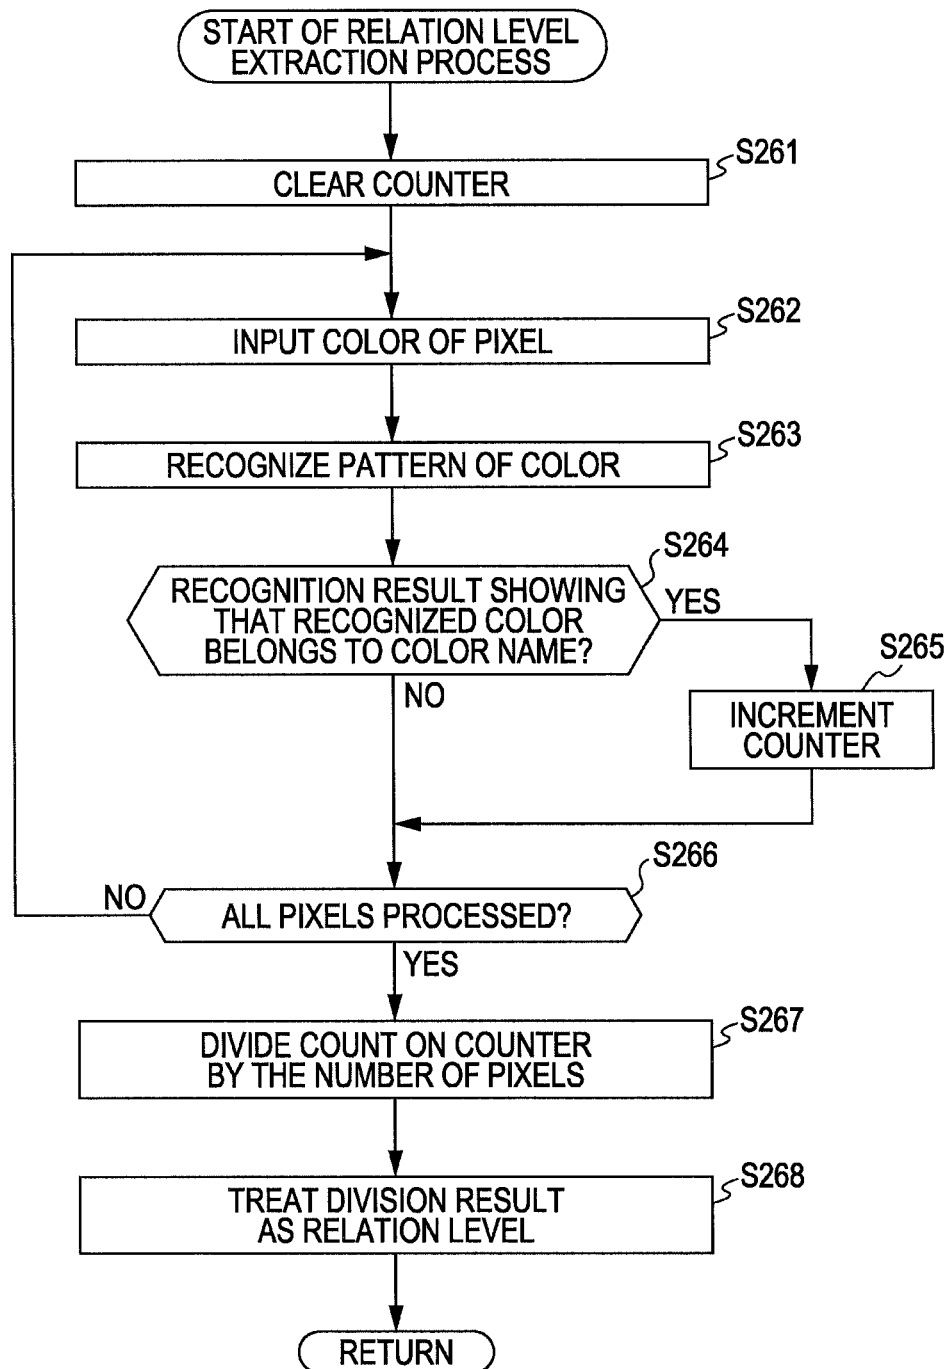 START OF RELATION LEVEL
EXTRACTION PROCESS
S261
CLEAR COUNTER
S262
INPUT COLOR OF PIXEL
S263
RECOGNIZE PATTERN OF COLOR
S264
RECOGNITION RESULT SHOWING
THAT RECOGNIZED COLOR
BELONGS TO COLOR NAME?
YES
NO
S265
INCREMENT
COUNTER
S266
NO
ALL PIXELS PROCESSED?
YES
S267
DIVIDE COUNT ON COUNTER
BY THE NUMBER OF PIXELS
S268
TREAT DIVISION RESULT
AS RELATION LEVEL
RETURN